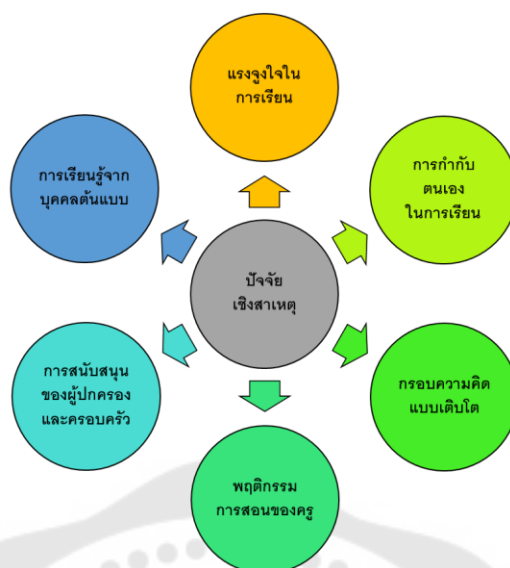 แรงจูงใจใน
การเรียน
การกำกับ
ตนเอง
ในการเรียน
กรอบความคิด
แบบเติบโต
พฤติกรรม
การสอนของครู
การสนับสนุน
ของผู้ปกครอง
และครอบครัว
การเรียนรู้จาก
บุคคลต้นแบบ
ปัจจัย
เชิงสาเหตุ